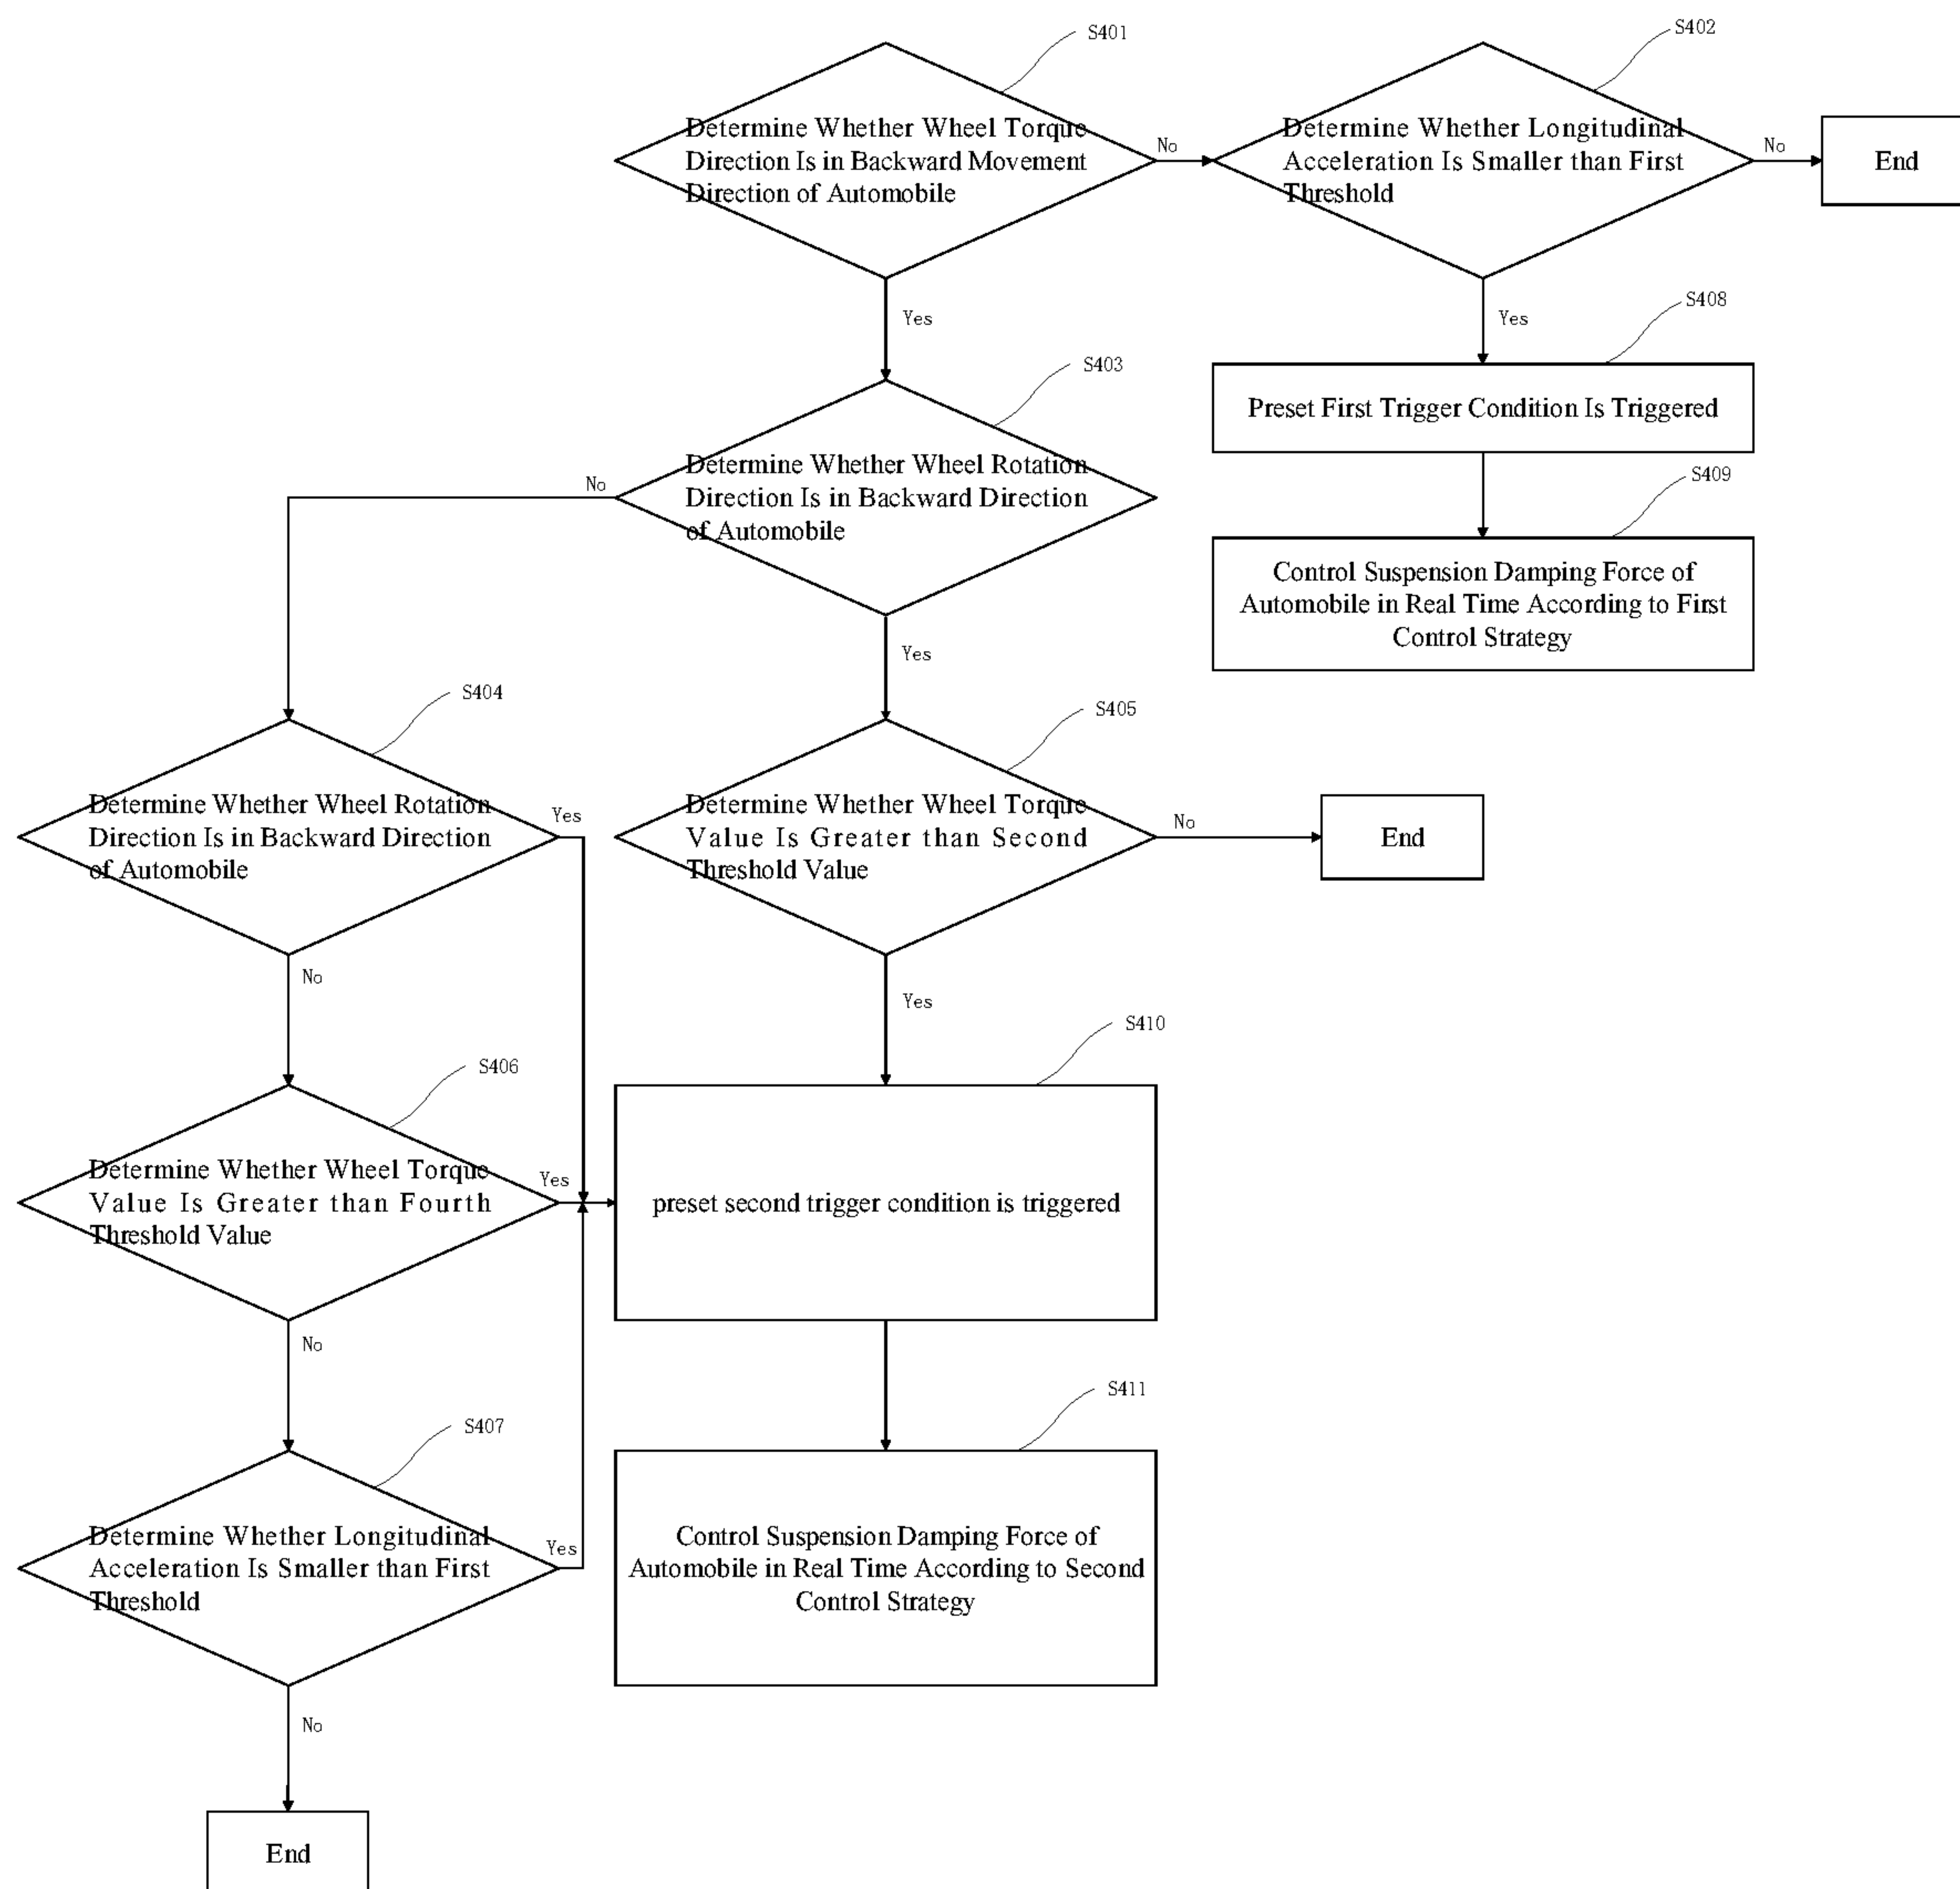 S401
S402
Determine Whether Wheel Torque
Direction Is in Backward Movement
Direction of Automobile
No
Determine Whether Longitudinal
Acceleration Is Smaller than First
Threshold
No
End
Yes
Yes
S408
Preset First Trigger Condition Is Triggered
S403
Determine Whether Wheel Rotation
Direction Is in Backward Direction
of Automobile
No
S409
Control Suspension Damping Force of
Automobile in Real Time According to First
Control Strategy
Yes
S404
Determine Whether Wheel Rotation
Direction Is in Backward Direction
of Automobile
Yes
S405
Determine Whether Wheel Torque
Value Is Greater than Second
Threshold Value
No
End
No
Yes
S406
Determine Whether Wheel Torque
Value Is Greater than Fourth
Threshold Value
Yes
S410
preset second trigger condition is triggered
No
S407
Determine Whether Longitudinal
Acceleration Is Smaller than First
Threshold
Yes
S411
Control Suspension Damping Force of
Automobile in Real Time According to Second
Control Strategy
No
End